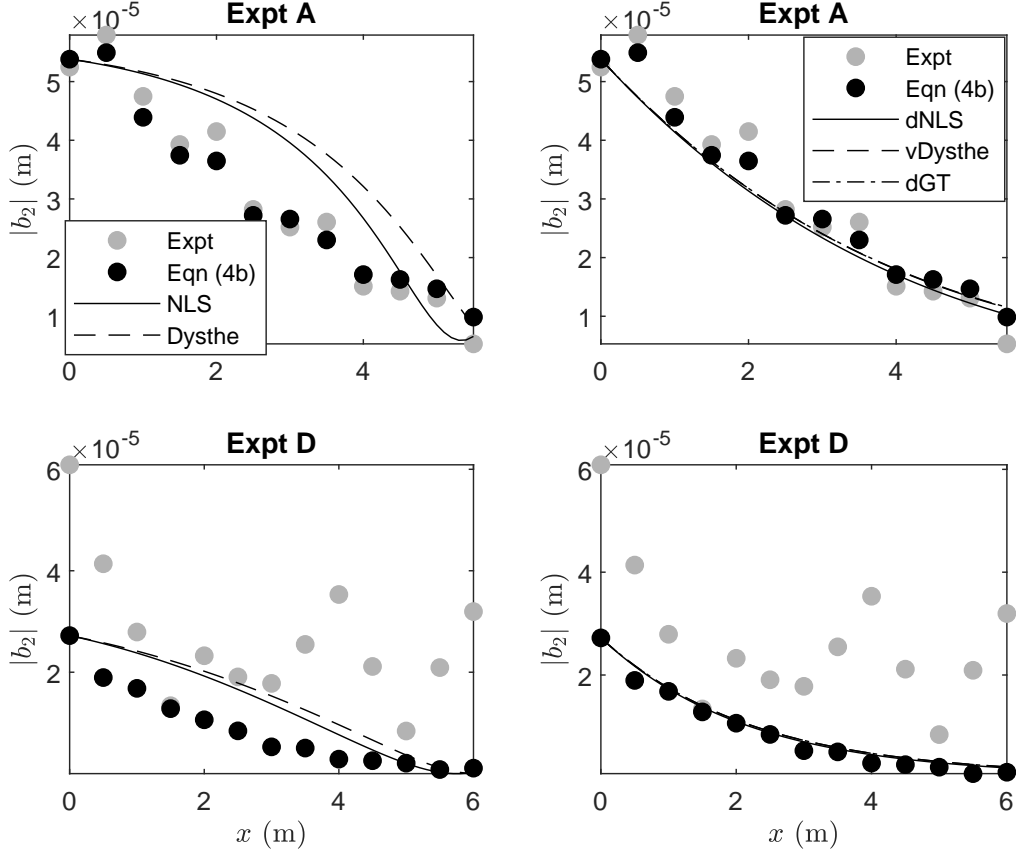 ×10⁻⁵
Expt A
|b₂| (m)
5
4
3
2
1
0
2
4
Expt
Eqn (4b)
NLS
Dysthe
Expt A
×10⁻⁵
|b₂| (m)
5
4
3
2
1
0
2
4
Expt
Eqn (4b)
dNLS
vDysthe
dGT
Expt D
×10⁻⁵
|b₂| (m)
6
4
2
0
2
4
6
x (m)
Expt D
×10⁻⁵
|b₂| (m)
6
4
2
0
2
4
6
x (m)